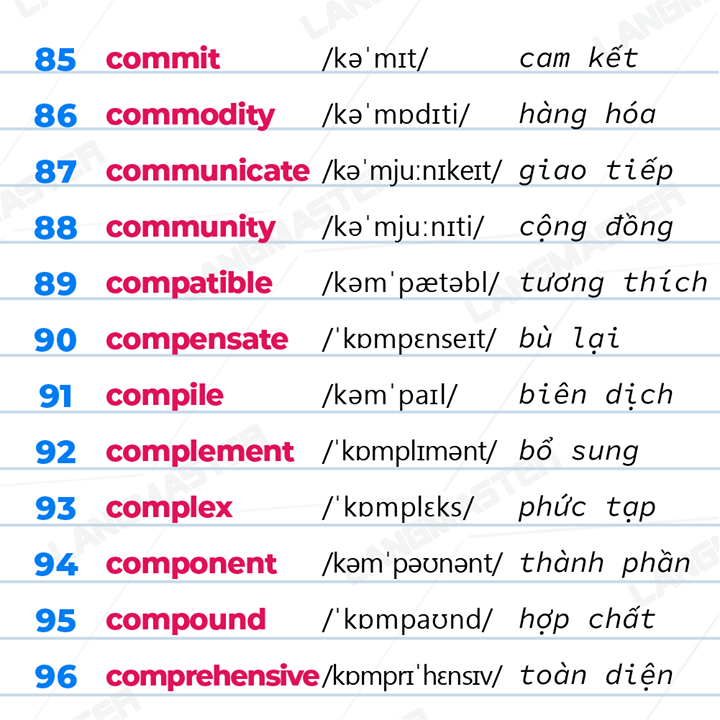 85 commit /kəˈmɪt/ cam kết
86 commodity /kəˈmɒdɪti/ hàng hóa
87 communicate /kəˈmjuːnɪkeɪt/ giao tiếp
88 community /kəˈmjuːnɪti/ cộng đồng
89 compatible /kəmˈpætəbl/ tương thích
90 compensate /ˈkɒmpɛnseɪt/ bù lại
91 compile /kəmˈpaɪl/ biên dịch
92 complement /ˈkɒmplɪmənt/ bổ sung
93 complex /ˈkɒmplɛks/ phức tạp
94 component /kəmˈpəʊnənt/ thành phần
95 compound /ˈkɒmpaʊnd/ hợp chất
96 comprehensive /kɒmprɪˈhɛnsɪv/ toàn diện
LANGMASTER